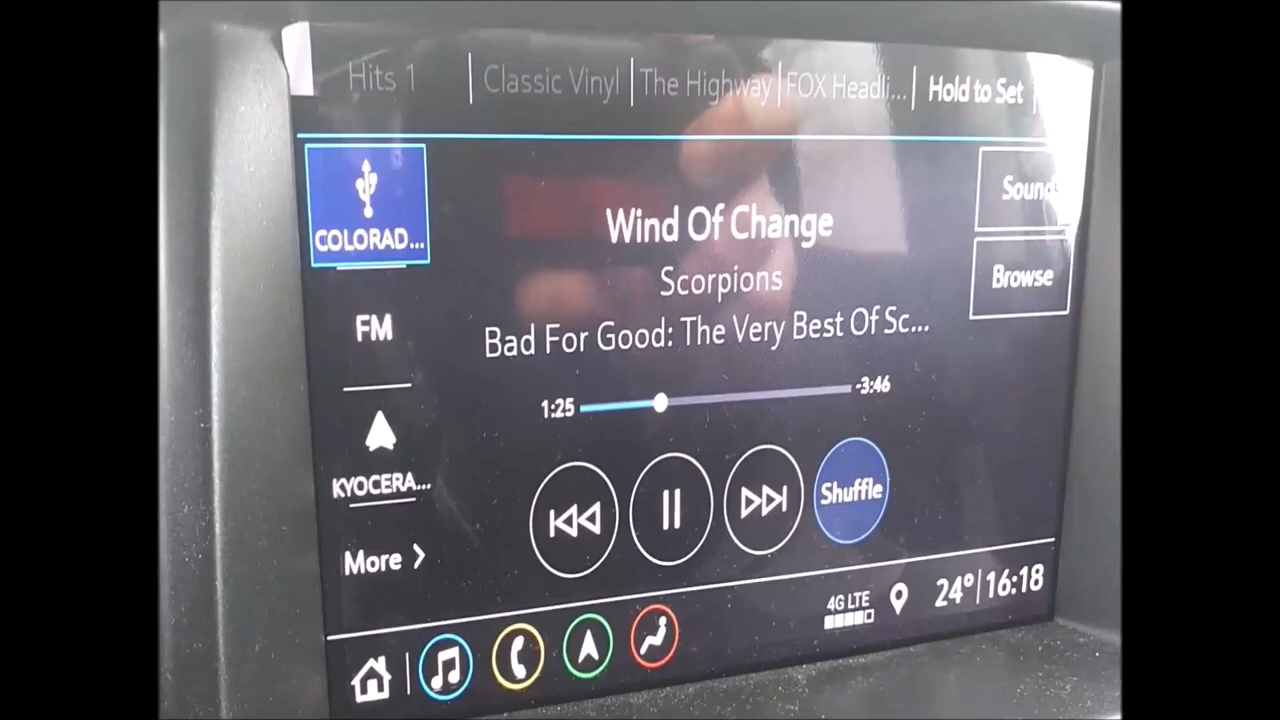 Hits 1 | Classic Vinyl | The Highway | FOX Headli... | Hold to Set
COLORAD...
Sound
Wind Of Change
Browse
Scorpions
FM
Bad For Good: The Very Best Of Sc...
1:25
-3:46
KYOCERA...
Shuffle
More
4G LTE
24° | 16:18